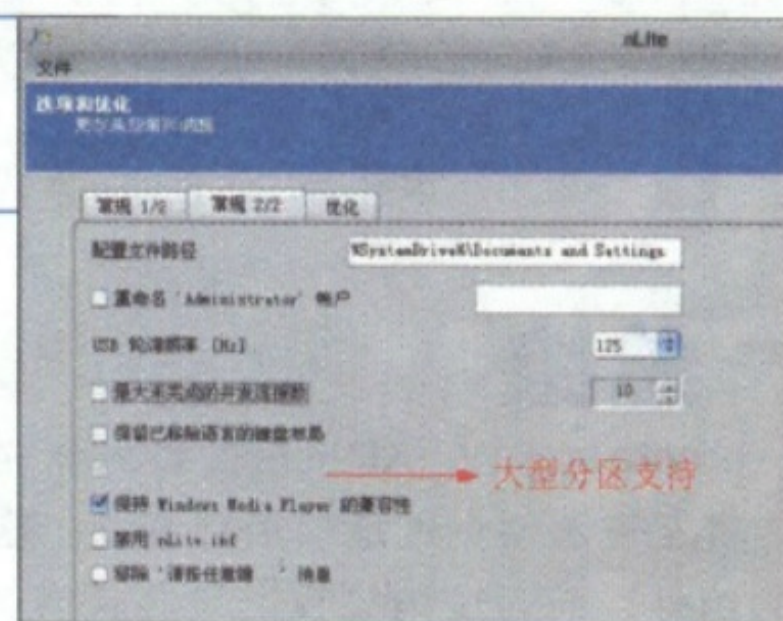 nLite
文件
选项和优化
常规 1/2 常规 2/2 优化
配置文件路径 %SystemDrive%\Documents and Settings
重命名 'Administrator' 帐户
USB 轮询频率 [Hz] 125
最大未完成的并发连接数 10
保留已移除语言的键盘布局
大型分区支持
保持 Windows Media Player 的兼容性
禁用 nLite.inf
移除 '请按任意键...' 消息